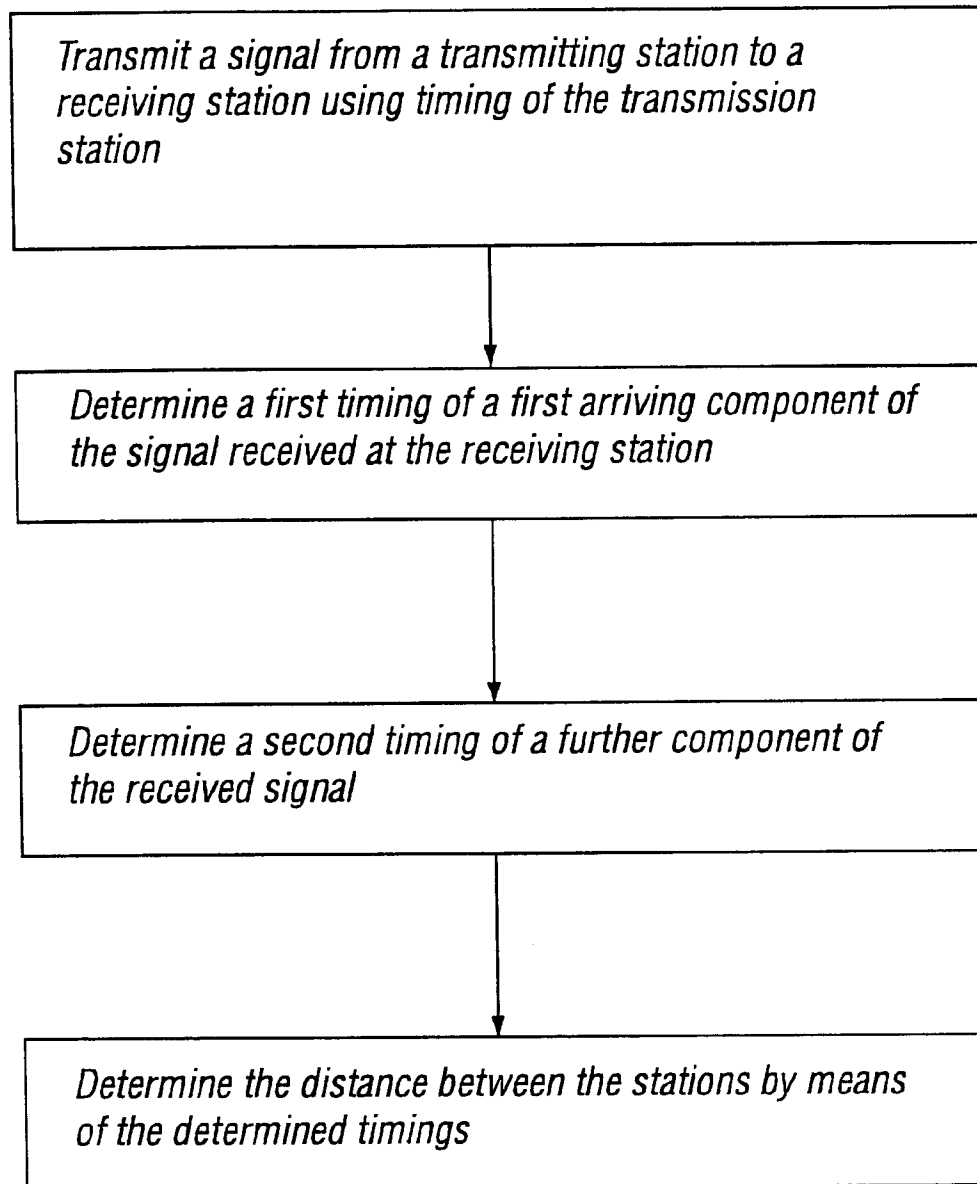 Transmit a signal from a transmitting station to a
receiving station using timing of the transmission
station
Determine a first timing of a first arriving component of
the signal received at the receiving station
Determine a second timing of a further component of
the received signal
Determine the distance between the stations by means
of the determined timings